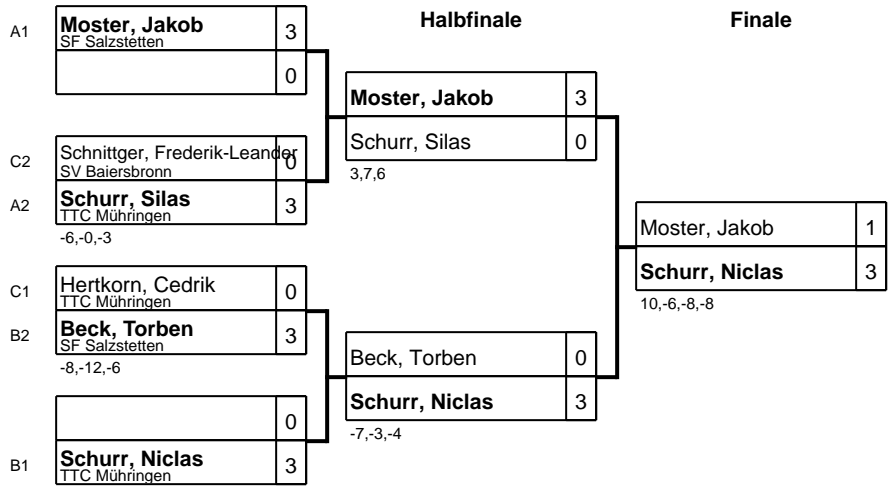 Halbfinale
Finale
A1
Moster, Jakob 3
SF Salzstetten
0
C2
Schnittger, Frederik-Leander 0
SV Baiersbronn
A2
Schurr, Silas 3
TTC Mühringen
-6,-0,-3
C1
Hertkorn, Cedrik 0
TTC Mühringen
B2
Beck, Torben 3
SF Salzstetten
-8,-12,-6
0
B1
Schurr, Niclas 3
TTC Mühringen
Moster, Jakob 3
Schurr, Silas 0
3,7,6
Beck, Torben 0
Schurr, Niclas 3
-7,-3,-4
Moster, Jakob 1
Schurr, Niclas 3
10,-6,-8,-8